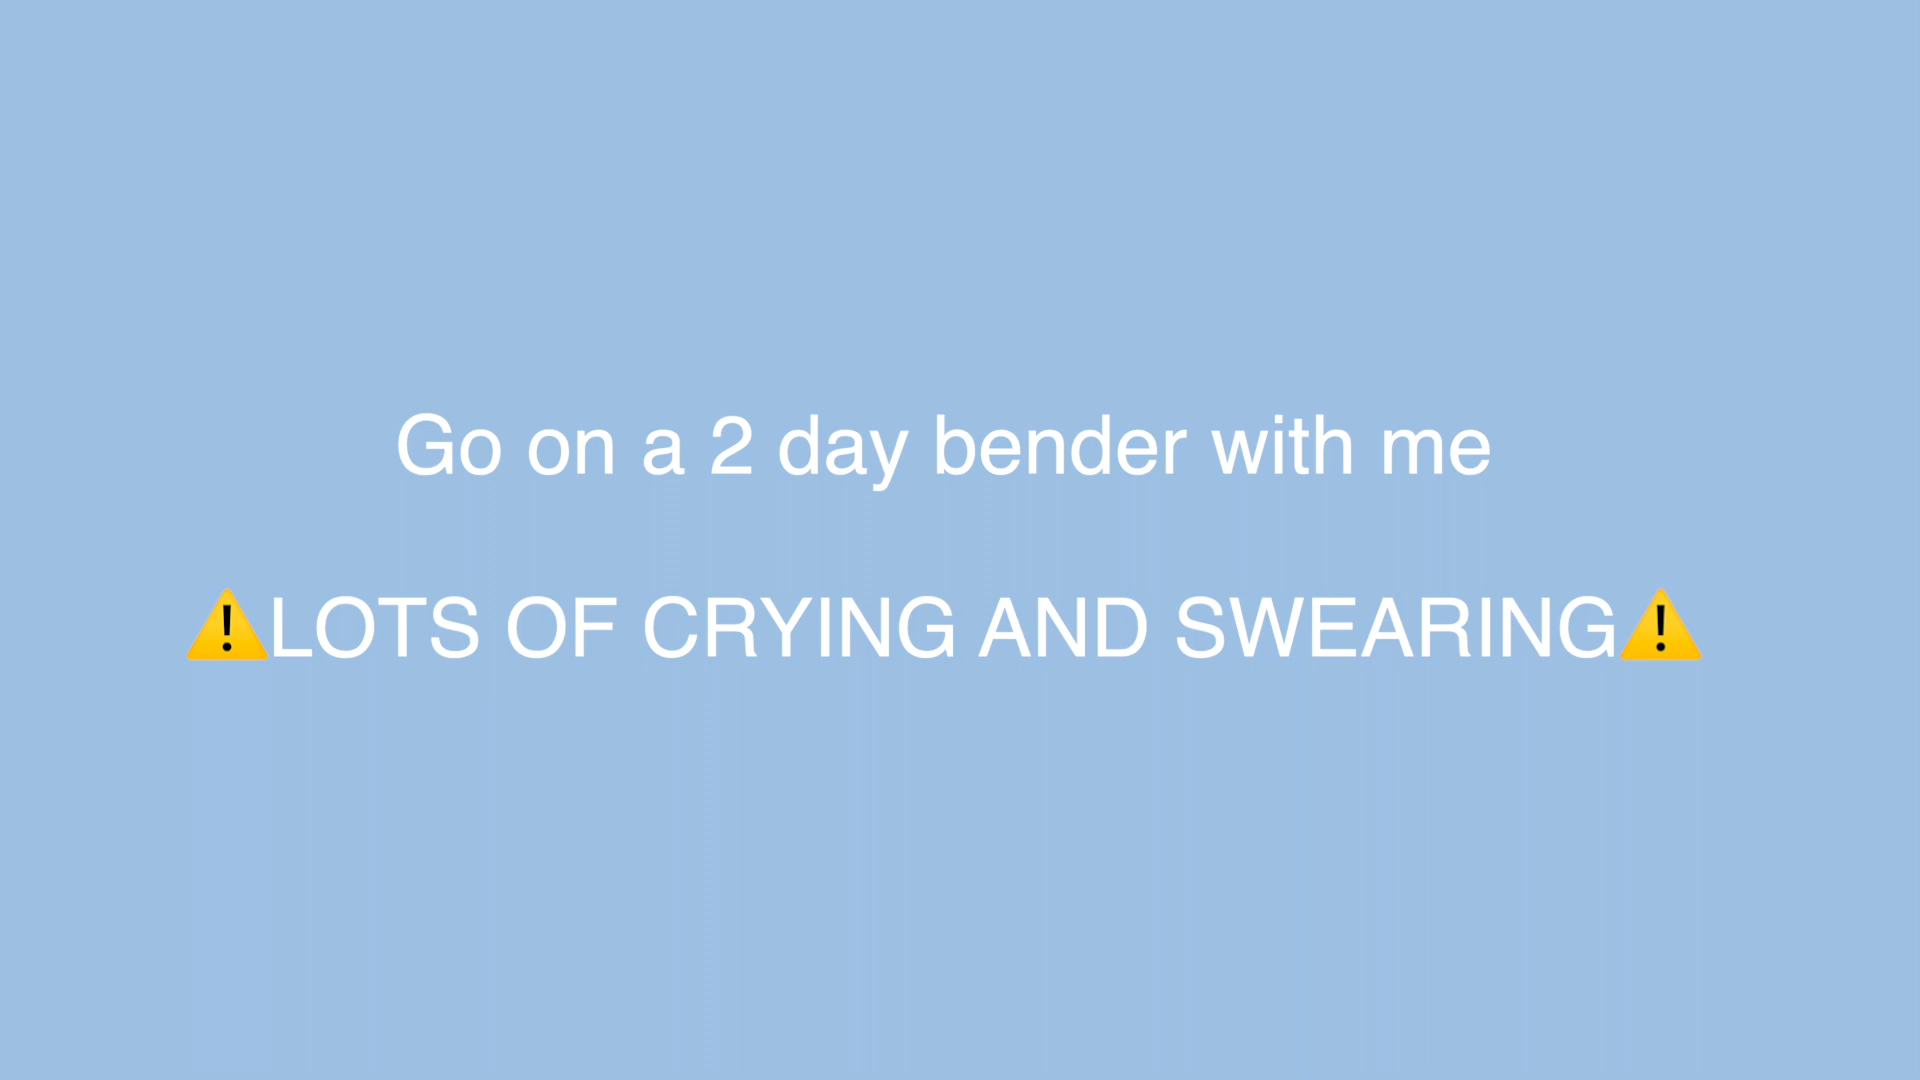 Go on a 2 day bender with me
⚠️LOTS OF CRYING AND SWEARING⚠️